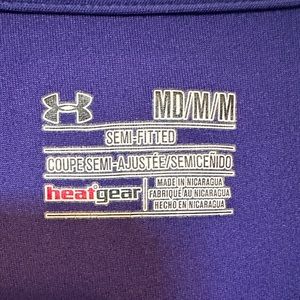 MD/M/M
SEMI-FITTED
COUPE SEMI-AJUSTÉE/SEMICEÑIDO
heatgear
MADE IN NICARAGUA
FABRIQUÉ AU NICARAGUA
HECHO EN NICARAGUA